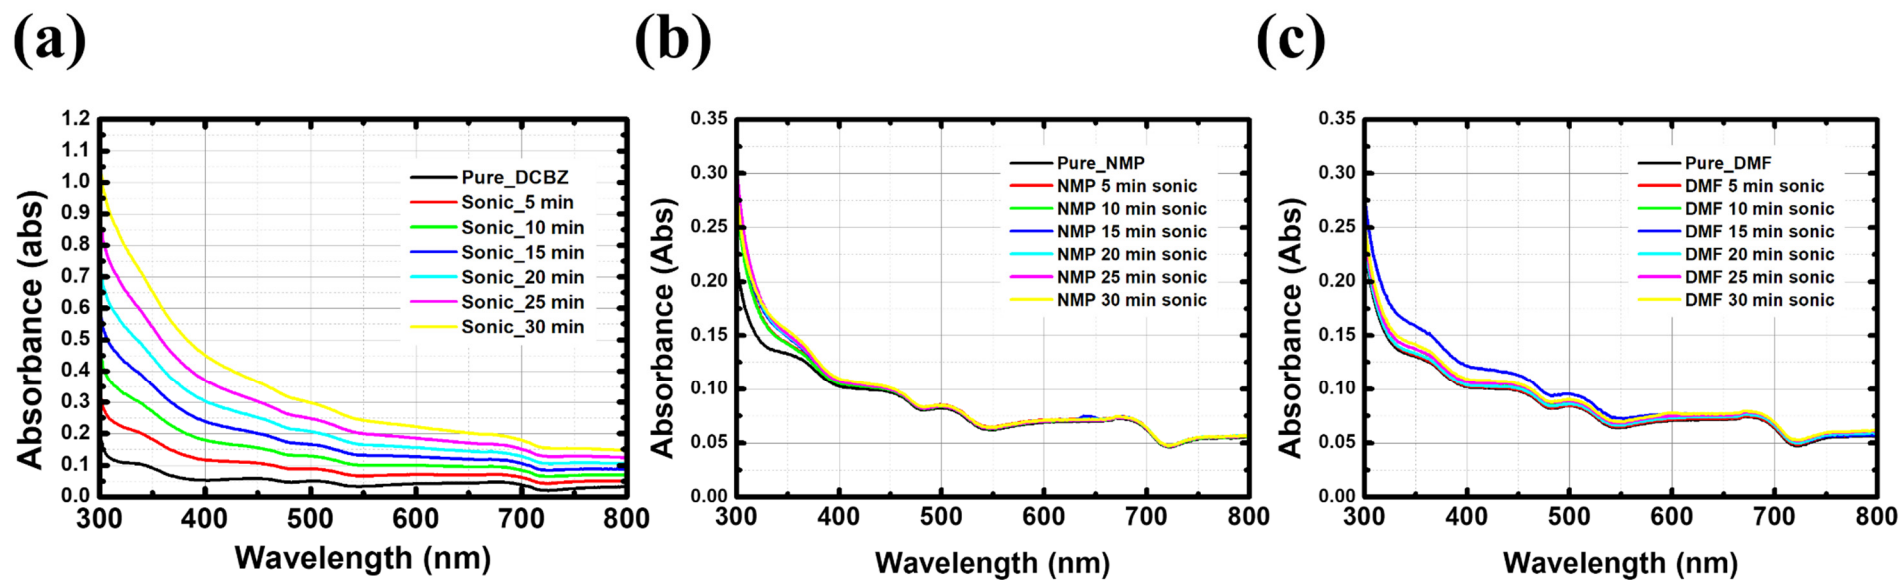 (a)
(b)
(c)
Absorbance (abs)
1.2
1.1
1.0
0.9
0.8
0.7
0.6
0.5
0.4
0.3
0.2
0.1
0.0
Pure_DCBZ
Sonic_5 min
Sonic_10 min
Sonic_15 min
Sonic_20 min
Sonic_25 min
Sonic_30 min
300 400 500 600 700 800
Wavelength (nm)
Absorbance (Abs)
0.35
0.30
0.25
0.20
0.15
0.10
0.05
0.00
Pure_NMP
NMP 5 min sonic
NMP 10 min sonic
NMP 15 min sonic
NMP 20 min sonic
NMP 25 min sonic
NMP 30 min sonic
300 400 500 600 700 800
Wavelength (nm)
Absorbance (Abs)
0.35
0.30
0.25
0.20
0.15
0.10
0.05
0.00
Pure_DMF
DMF 5 min sonic
DMF 10 min sonic
DMF 15 min sonic
DMF 20 min sonic
DMF 25 min sonic
DMF 30 min sonic
300 400 500 600 700 800
Wavelength (nm)